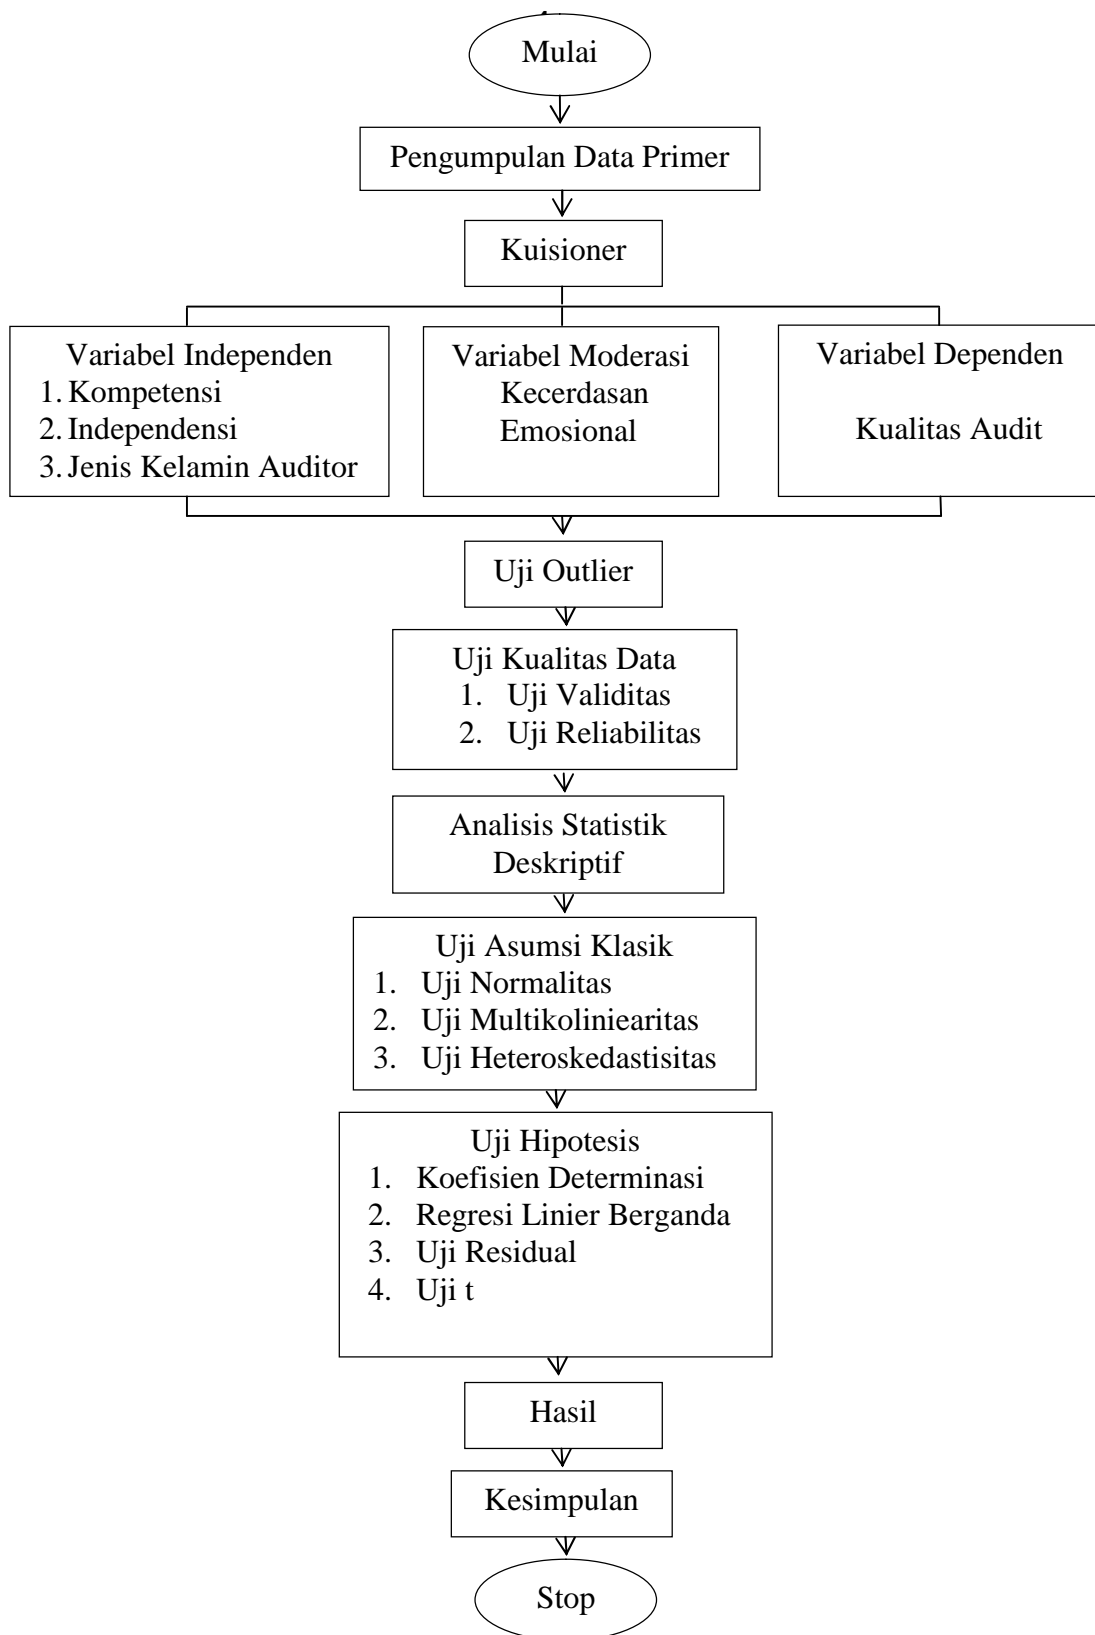 Mulai
Pengumpulan Data Primer
Kuisioner
Variabel Independen
1. Kompetensi
2. Independensi
3. Jenis Kelamin Auditor
Variabel Moderasi
Kecerdasan
Emosional
Variabel Dependen
Kualitas Audit
Uji Outlier
Uji Kualitas Data
1. Uji Validitas
2. Uji Reliabilitas
Analisis Statistik
Deskriptif
Uji Asumsi Klasik
1. Uji Normalitas
2. Uji Multikoliniearitas
3. Uji Heteroskedastisitas
Uji Hipotesis
1. Koefisien Determinasi
2. Regresi Linier Berganda
3. Uji Residual
4. Uji t
Hasil
Kesimpulan
Stop